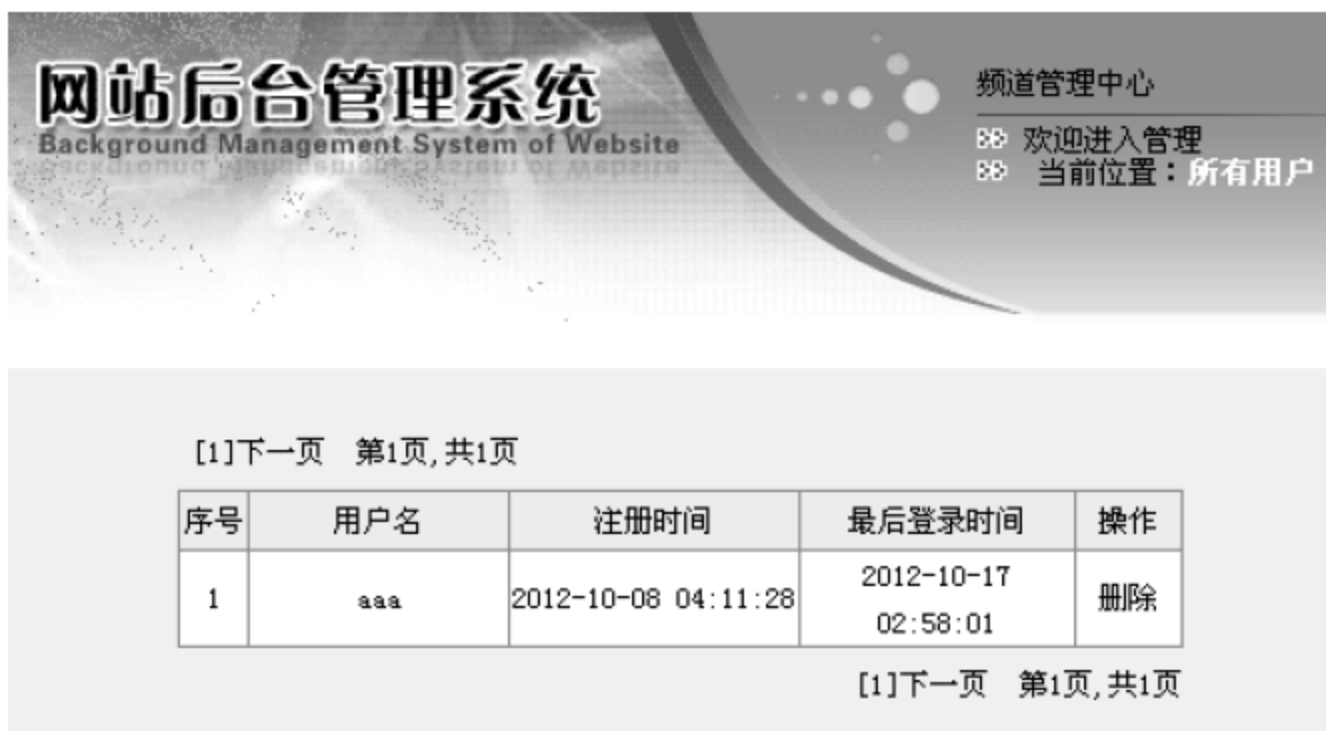 网站后台管理系统
Background Management System of Website
频道管理中心
欢迎进入管理
当前位置：所有用户
[1]下一页 第1页,共1页
序号 用户名 注册时间 最后登录时间 操作
1 aaa 2012-10-08 04:11:28 2012-10-17 02:58:01 删除
[1]下一页 第1页,共1页